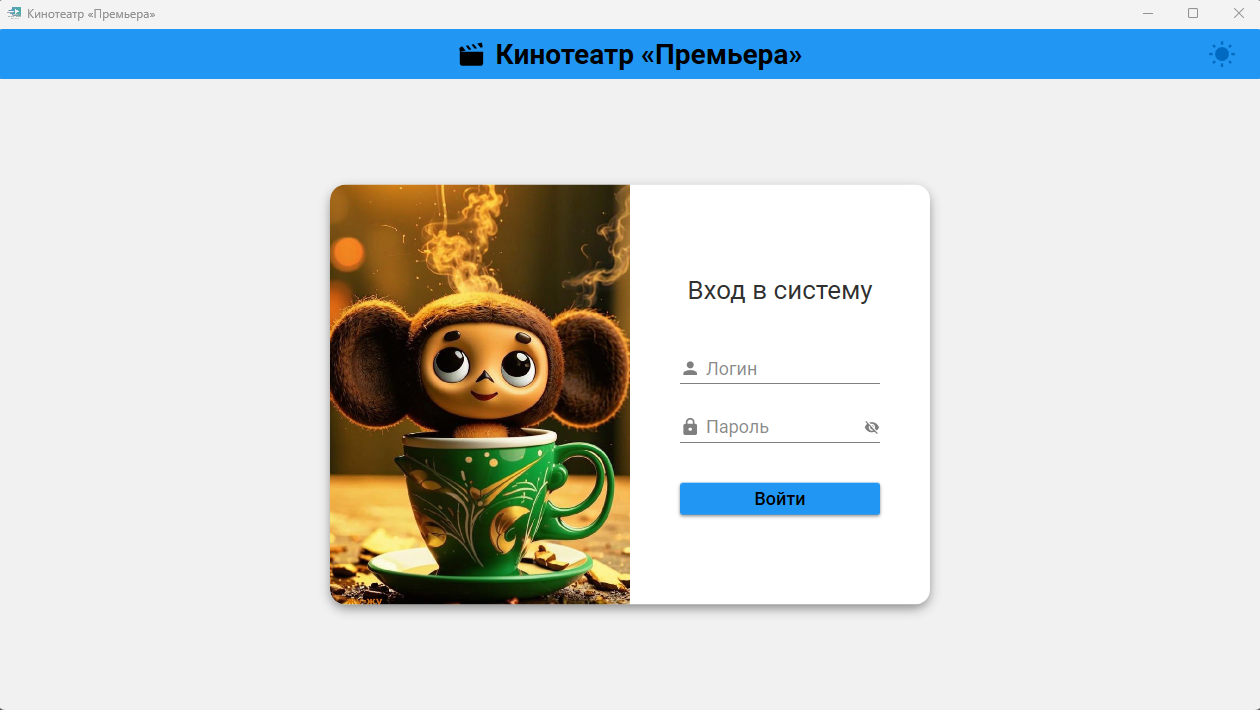 Кинотеатр «Премьера»
Кинотеатр «Премьера»
Вход в систему
Логин
Пароль
Войти